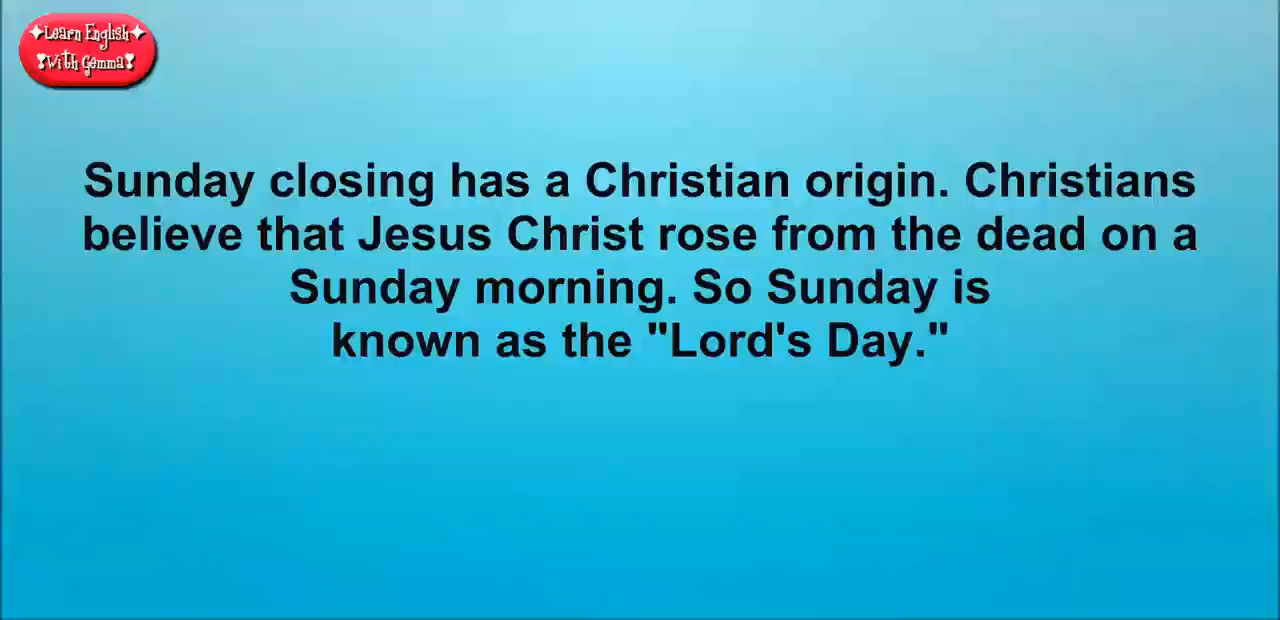 ✦Learn English✦
❣With Gemma❣
Sunday closing has a Christian origin. Christians
believe that Jesus Christ rose from the dead on a
Sunday morning. So Sunday is
known as the "Lord's Day."